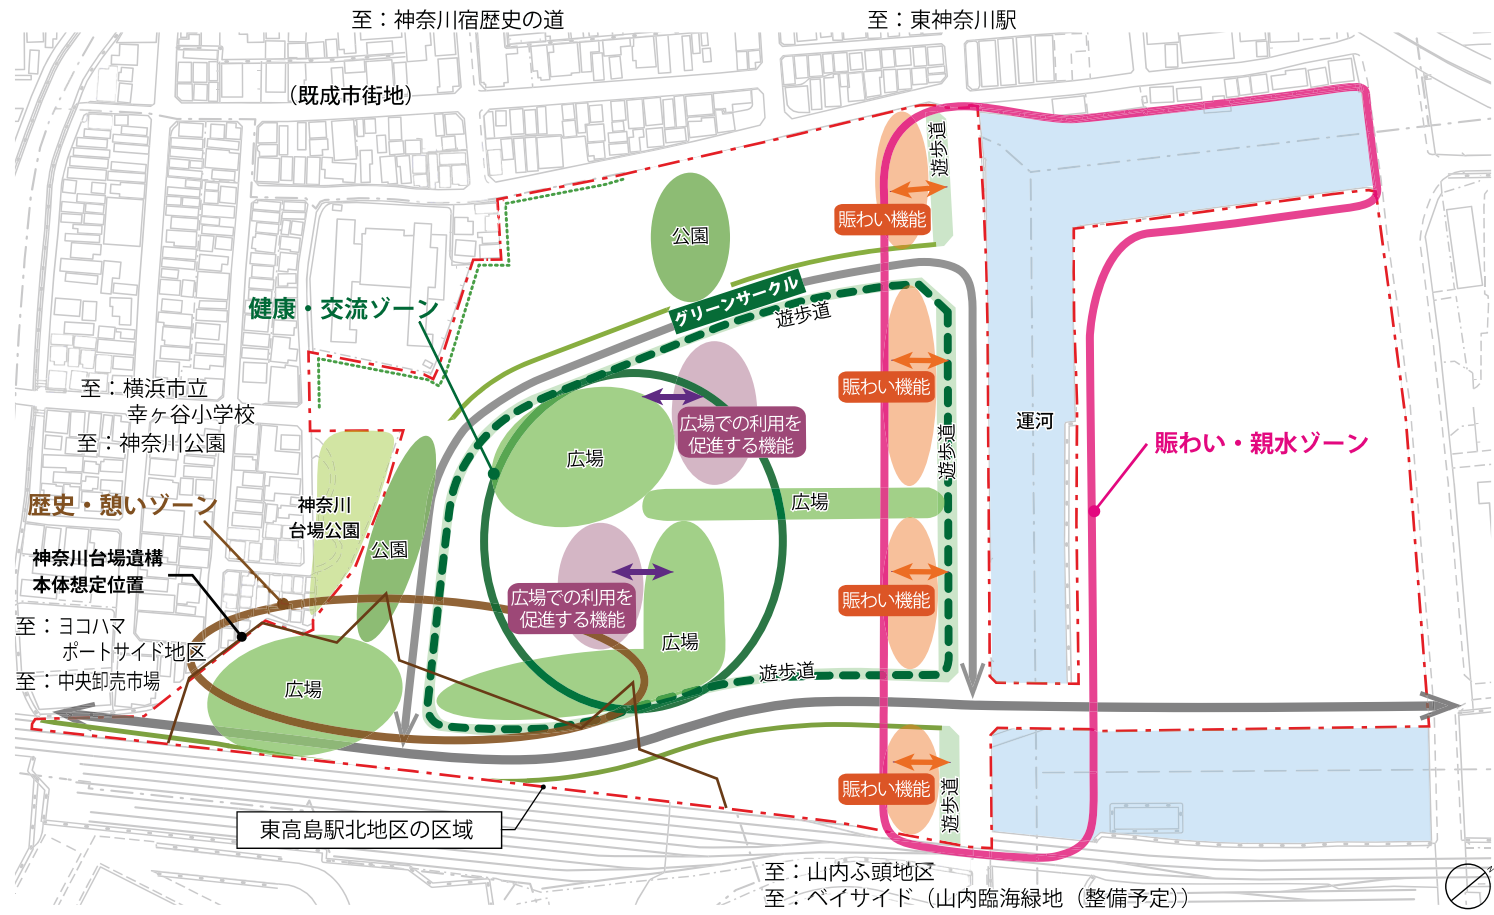 至：神奈川宿歴史の道
至：東神奈川駅
（既成市街地）
遊歩道
賑わい機能
公園
健康・交流ゾーン
グリーンサークル
遊歩道
賑わい機能
至：横浜市立
幸ヶ谷小学校
至：神奈川公園
広場での利用を
促進する機能
運河
賑わい・親水ゾーン
遊歩道
広場
広場
歴史・憩いゾーン
神奈川
台場公園
公園
神奈川台場遺構
本体想定位置
広場での利用を
促進する機能
賑わい機能
至：ヨコハマ
ポートサイド地区
至：中央卸売市場
広場
広場
遊歩道
賑わい機能
遊歩道
東高島駅北地区の区域
至：山内ふ頭地区
至：ベイサイド（山内臨海緑地（整備予定））
N